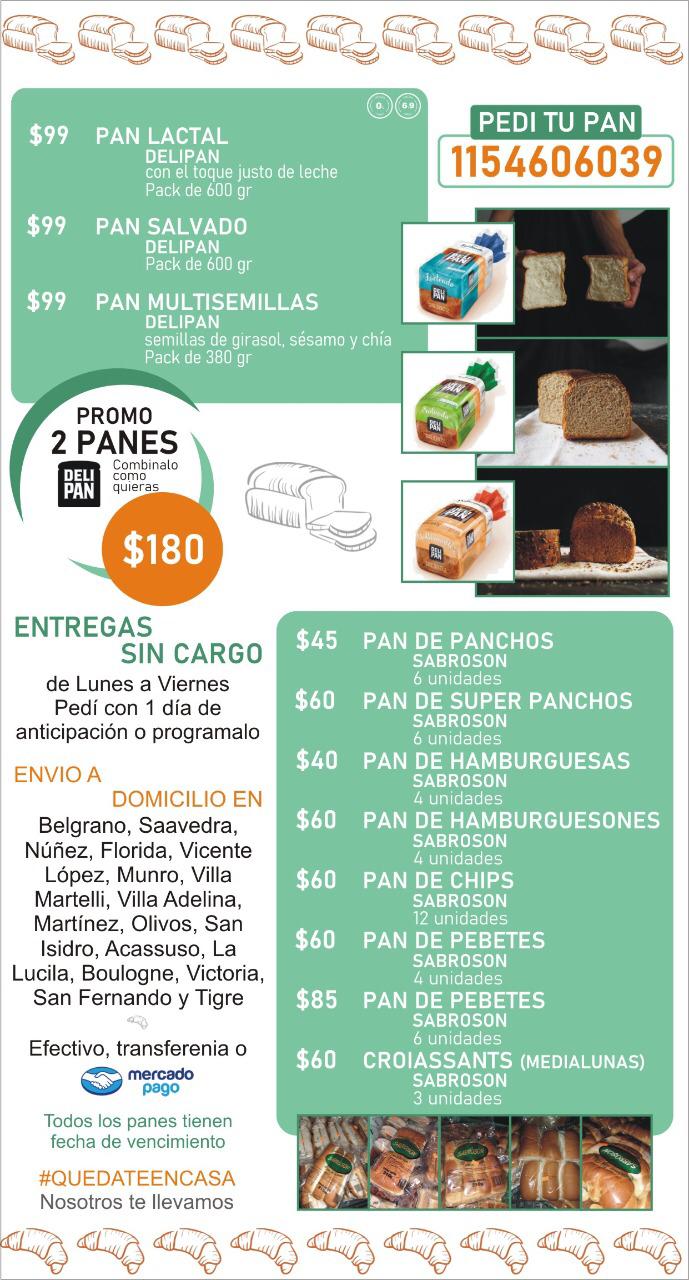 $99 PAN LACTAL
DELIPAN
con el toque justo de leche
Pack de 600 gr
$99 PAN SALVADO
DELIPAN
Pack de 600 gr
$99 PAN MULTISEMILLAS
DELIPAN
semillas de girasol, sésamo y chía
Pack de 380 gr
PEDI TU PAN
1154606039
DELI
PAN
Salvado
DELI
PAN
DELI
PAN
PROMO
2 PANES
DELI
PAN
Combinalo
como
quieras
$180
ENTREGAS
SIN CARGO
de Lunes a Viernes
Pedí con 1 día de
anticipación o programalo
ENVIO A
DOMICILIO EN
Belgrano, Saavedra,
Núñez, Florida, Vicente
López, Munro, Villa
Martelli, Villa Adelina,
Martínez, Olivos, San
Isidro, Acassuso, La
Lucila, Boulogne, Victoria,
San Fernando y Tigre
Efectivo, transferenia o
mercado
pago
Todos los panes tienen
fecha de vencimiento
#QUEDATEENCASA
Nosotros te llevamos
$45 PAN DE PANCHOS
SABROSON
6 unidades
$60 PAN DE SUPER PANCHOS
SABROSON
6 unidades
$40 PAN DE HAMBURGUESAS
SABROSON
4 unidades
$60 PAN DE HAMBURGUESONES
SABROSON
4 unidades
$60 PAN DE CHIPS
SABROSON
12 unidades
$60 PAN DE PEBETES
SABROSON
4 unidades
$85 PAN DE PEBETES
SABROSON
6 unidades
$60 CROIASSANTS (MEDIALUNAS)
SABROSON
3 unidades